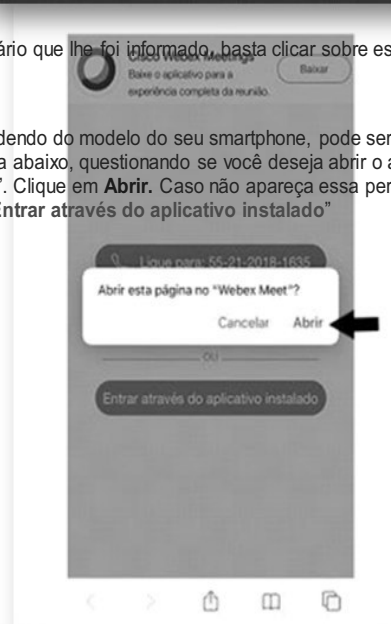 ário que lhe foi informado, basta clicar sobre es
Cisco Webex Meetings
Baixe o aplicativo para a
experiência completa da reunião.
Baixar
dendo do modelo do seu smartphone, pode ser
a abaixo, questionando se você deseja abrir o a
”. Clique em Abrir. Caso não apareça essa per
Entrar através do aplicativo instalado”
Ligue para: 55-21-2018-1635
Abrir esta página no "Webex Meet"?
Cancelar Abrir
OU
Entrar através do aplicativo instalado